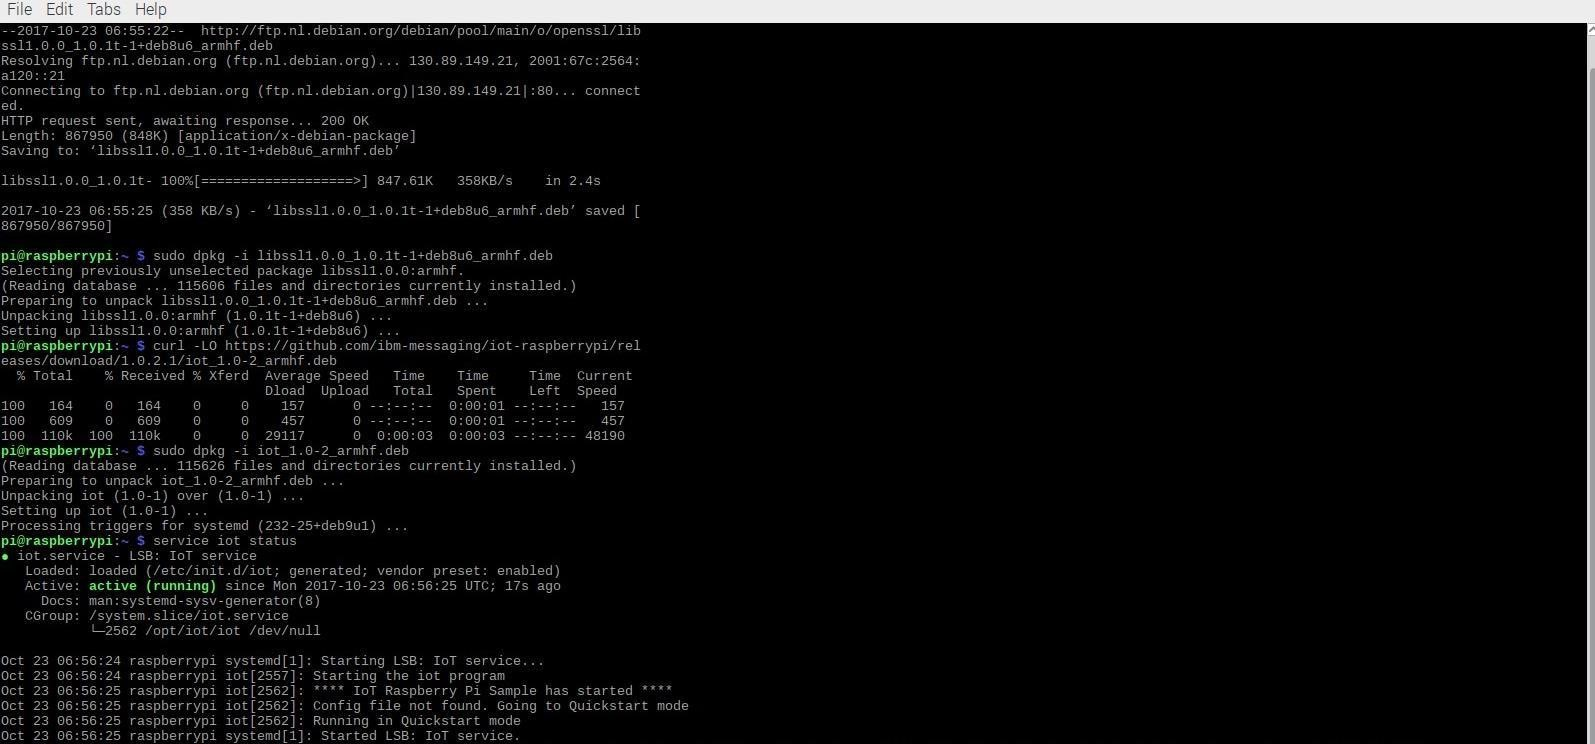 File Edit Tabs Help
--2017-10-23 06:55:22--  http://ftp.nl.debian.org/debian/pool/main/o/openssl/lib
ssl1.0.0_1.0.1t-1+deb8u6_armhf.deb
Resolving ftp.nl.debian.org (ftp.nl.debian.org)... 130.89.149.21, 2001:67c:2564:
a120::21
Connecting to ftp.nl.debian.org (ftp.nl.debian.org)|130.89.149.21|:80... connect
ed.
HTTP request sent, awaiting response... 200 OK
Length: 867950 (848K) [application/x-debian-package]
Saving to: ‘libssl1.0.0_1.0.1t-1+deb8u6_armhf.deb’
libssl1.0.0_1.0.1t- 100%[===================>] 847.61K   358KB/s    in 2.4s
2017-10-23 06:55:25 (358 KB/s) - ‘libssl1.0.0_1.0.1t-1+deb8u6_armhf.deb’ saved [
867950/867950]
pi@raspberrypi:~ $ sudo dpkg -i libssl1.0.0_1.0.1t-1+deb8u6_armhf.deb
Selecting previously unselected package libssl1.0.0:armhf.
(Reading database ... 115606 files and directories currently installed.)
Preparing to unpack libssl1.0.0_1.0.1t-1+deb8u6_armhf.deb ...
Unpacking libssl1.0.0:armhf (1.0.1t-1+deb8u6) ...
Setting up libssl1.0.0:armhf (1.0.1t-1+deb8u6) ...
pi@raspberrypi:~ $ curl -LO https://github.com/ibm-messaging/iot-raspberrypi/rel
eases/download/1.0.2.1/iot_1.0-2_armhf.deb
  % Total    % Received % Xferd  Average Speed   Time    Time     Time  Current
                                 Dload  Upload   Total   Spent    Left  Speed
100   164    0   164    0     0    157      0 --:--:--  0:00:01 --:--:--   157
100   609    0   609    0     0    457      0 --:--:--  0:00:01 --:--:--   457
100  110k  100  110k    0     0  29117      0  0:00:03  0:00:03 --:--:-- 48190
pi@raspberrypi:~ $ sudo dpkg -i iot_1.0-2_armhf.deb
(Reading database ... 115626 files and directories currently installed.)
Preparing to unpack iot_1.0-2_armhf.deb ...
Unpacking iot (1.0-1) over (1.0-1) ...
Setting up iot (1.0-1) ...
Processing triggers for systemd (232-25+deb9u1) ...
pi@raspberrypi:~ $ service iot status
● iot.service - LSB: IoT service
   Loaded: loaded (/etc/init.d/iot; generated; vendor preset: enabled)
   Active: active (running) since Mon 2017-10-23 06:56:25 UTC; 17s ago
     Docs: man:systemd-sysv-generator(8)
   CGroup: /system.slice/iot.service
           └─2562 /opt/iot/iot /dev/null
Oct 23 06:56:24 raspberrypi systemd[1]: Starting LSB: IoT service...
Oct 23 06:56:24 raspberrypi iot[2557]: Starting the iot program
Oct 23 06:56:25 raspberrypi iot[2562]: **** IoT Raspberry Pi Sample has started ****
Oct 23 06:56:25 raspberrypi iot[2562]: Config file not found. Going to Quickstart mode
Oct 23 06:56:25 raspberrypi iot[2562]: Running in Quickstart mode
Oct 23 06:56:25 raspberrypi systemd[1]: Started LSB: IoT service.